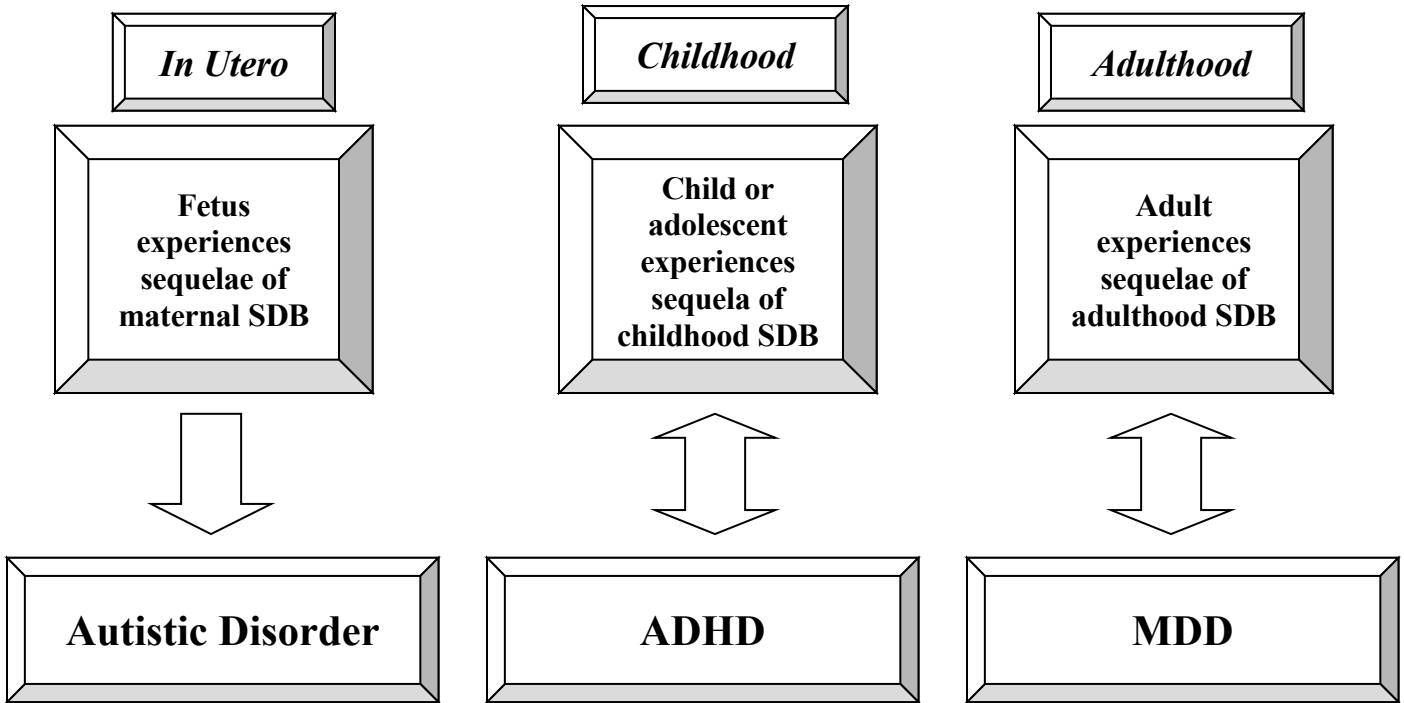 In Utero
Childhood
Adulthood
Fetus
experiences
sequelae of
maternal SDB
Child or
adolescent
experiences
sequela of
childhood SDB
Adult
experiences
sequelae of
adulthood SDB
Autistic Disorder
ADHD
MDD